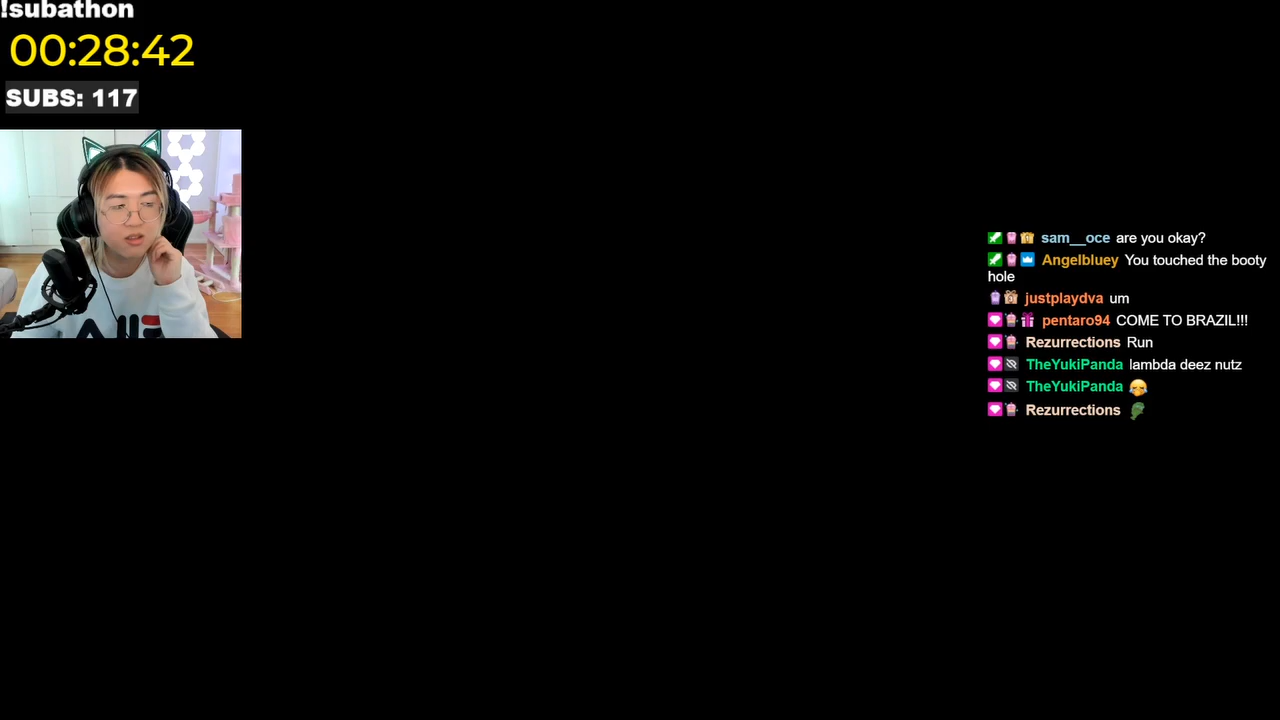 !subathon
00:28:42
SUBS: 117
sam__oce are you okay?
Angelbluey You touched the booty
hole
justplaydva um
pentaro94 COME TO BRAZIL!!!
Rezurrections Run
TheYukiPanda lambda deez nutz
TheYukiPanda
Rezurrections